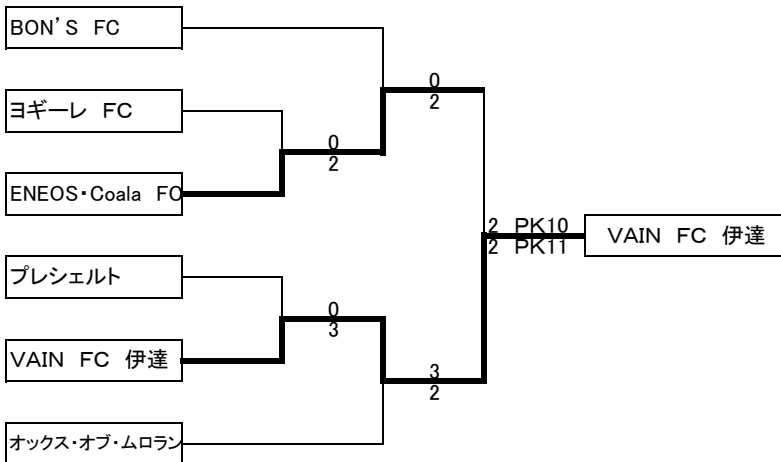 BON'S FC
0
2
ヨギーレ FC
0
2
ENEOS・Coala FC
2 PK10
2 PK11
VAIN FC 伊達
プレシェルト
0
3
VAIN FC 伊達
3
2
オックス・オブ・ムロラン